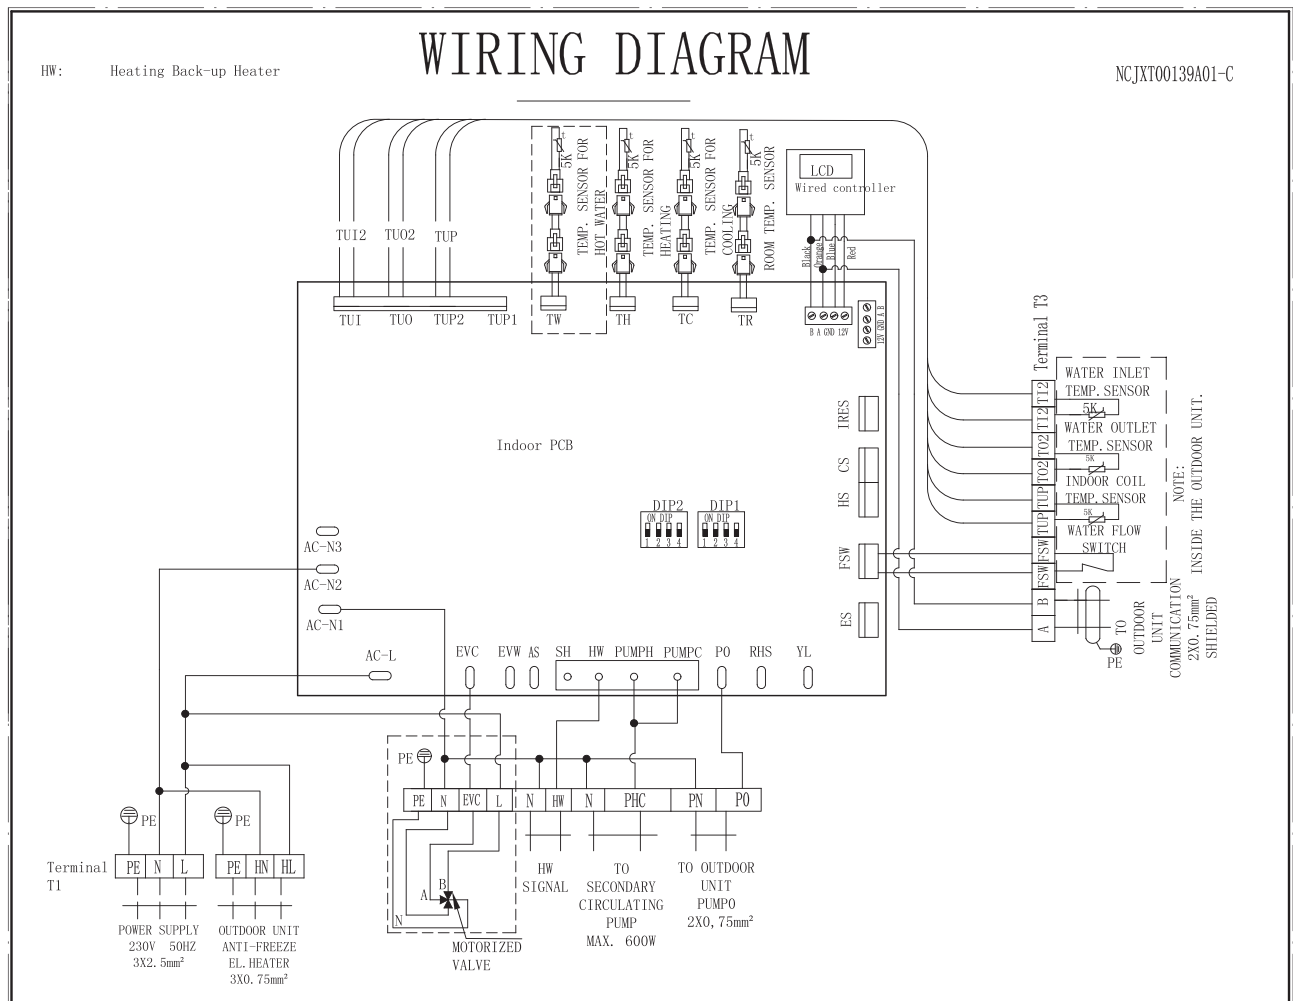 WIRING DIAGRAM
HW: Heating Back-up Heater
NCJXT00139A01-C
TUI2 TUO2 TUP
TUI TUO TUP2 TUP1
t
5K
TEMP. SENSOR FOR
HOT WATER
TW
t
5K
TEMP. SENSOR FOR
HEATING
TH
t
5K
TEMP. SENSOR FOR
COOLING
TC
t
5K
ROOM TEMP. SENSOR
TR
LCD
Wired controller
Black
Orange
Blue
Red
B A GND 12V
12V GND A B
Indoor PCB
IRES
CS
HS
FSW
ES
DIP2 DIP1
ON DIP
1 2 3 4
ON DIP
1 2 3 4
AC-N3
AC-N2
AC-N1
AC-L
EVC EVW AS SH HW PUMPH PUMPC PO RHS YL
Terminal T3
TI2
TI2
TO2
TO2
TUP
TUP
FSW
FSW
B
A
WATER INLET
TEMP. SENSOR
5K
WATER OUTLET
TEMP. SENSOR
5K
INDOOR COIL
TEMP. SENSOR
5K
WATER FLOW
SWITCH
NOTE:
INSIDE THE OUTDOOR UNIT.
PE
TO
OUTDOOR
UNIT
COMMUNICATION
2X0.75mm²
SHIELDED
PE
PE N EVC L N HW N PHC PN PO
A
B
N
MOTORIZED
VALVE
HW
SIGNAL
TO
SECONDARY
CIRCULATING
PUMP
MAX. 600W
TO OUTDOOR
UNIT
PUMPO
2X0,75mm²
PE
PE
Terminal
T1
PE N L
PE HN HL
POWER SUPPLY
230V 50HZ
3X2.5mm²
OUTDOOR UNIT
ANTI-FREEZE
EL.HEATER
3X0.75mm²